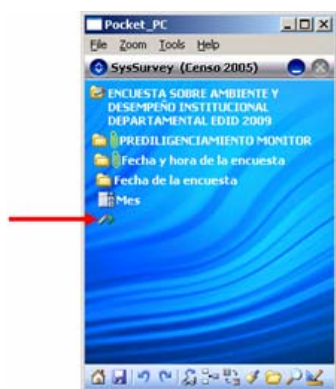 Pocket_PC
File Zoom Tools Help
SysSurvey (Censo 2005)
ENCUESTA SOBRE AMBIENTE Y
DESEMPEÑO INSTITUCIONAL
DEPARTAMENTAL EDID 2009
PREDILIGENCIAMIENTO MONITOR
Fecha y hora de la encuesta
Fecha de la encuesta
Mes